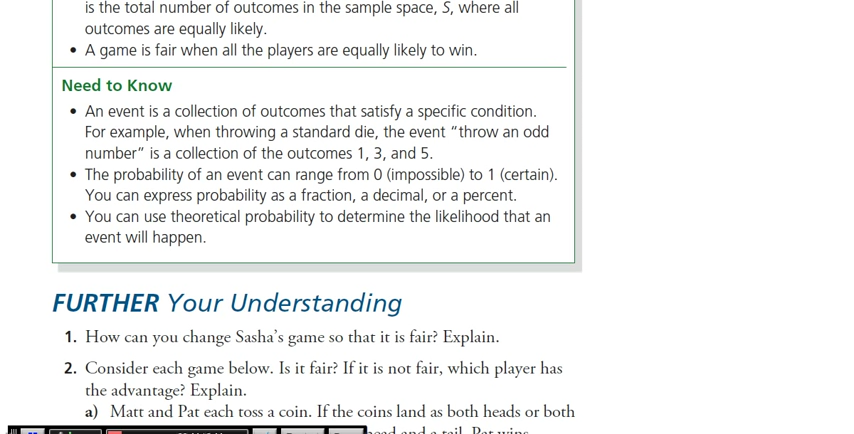 is the total number of outcomes in the sample space, S, where all
outcomes are equally likely.
• A game is fair when all the players are equally likely to win.
Need to Know
• An event is a collection of outcomes that satisfy a specific condition.
For example, when throwing a standard die, the event “throw an odd
number” is a collection of the outcomes 1, 3, and 5.
• The probability of an event can range from 0 (impossible) to 1 (certain).
You can express probability as a fraction, a decimal, or a percent.
• You can use theoretical probability to determine the likelihood that an
event will happen.
FURTHER Your Understanding
1. How can you change Sasha’s game so that it is fair? Explain.
2. Consider each game below. Is it fair? If it is not fair, which player has
the advantage? Explain.
a) Matt and Pat each toss a coin. If the coins land as both heads or both
head and a tail, Pat wins.